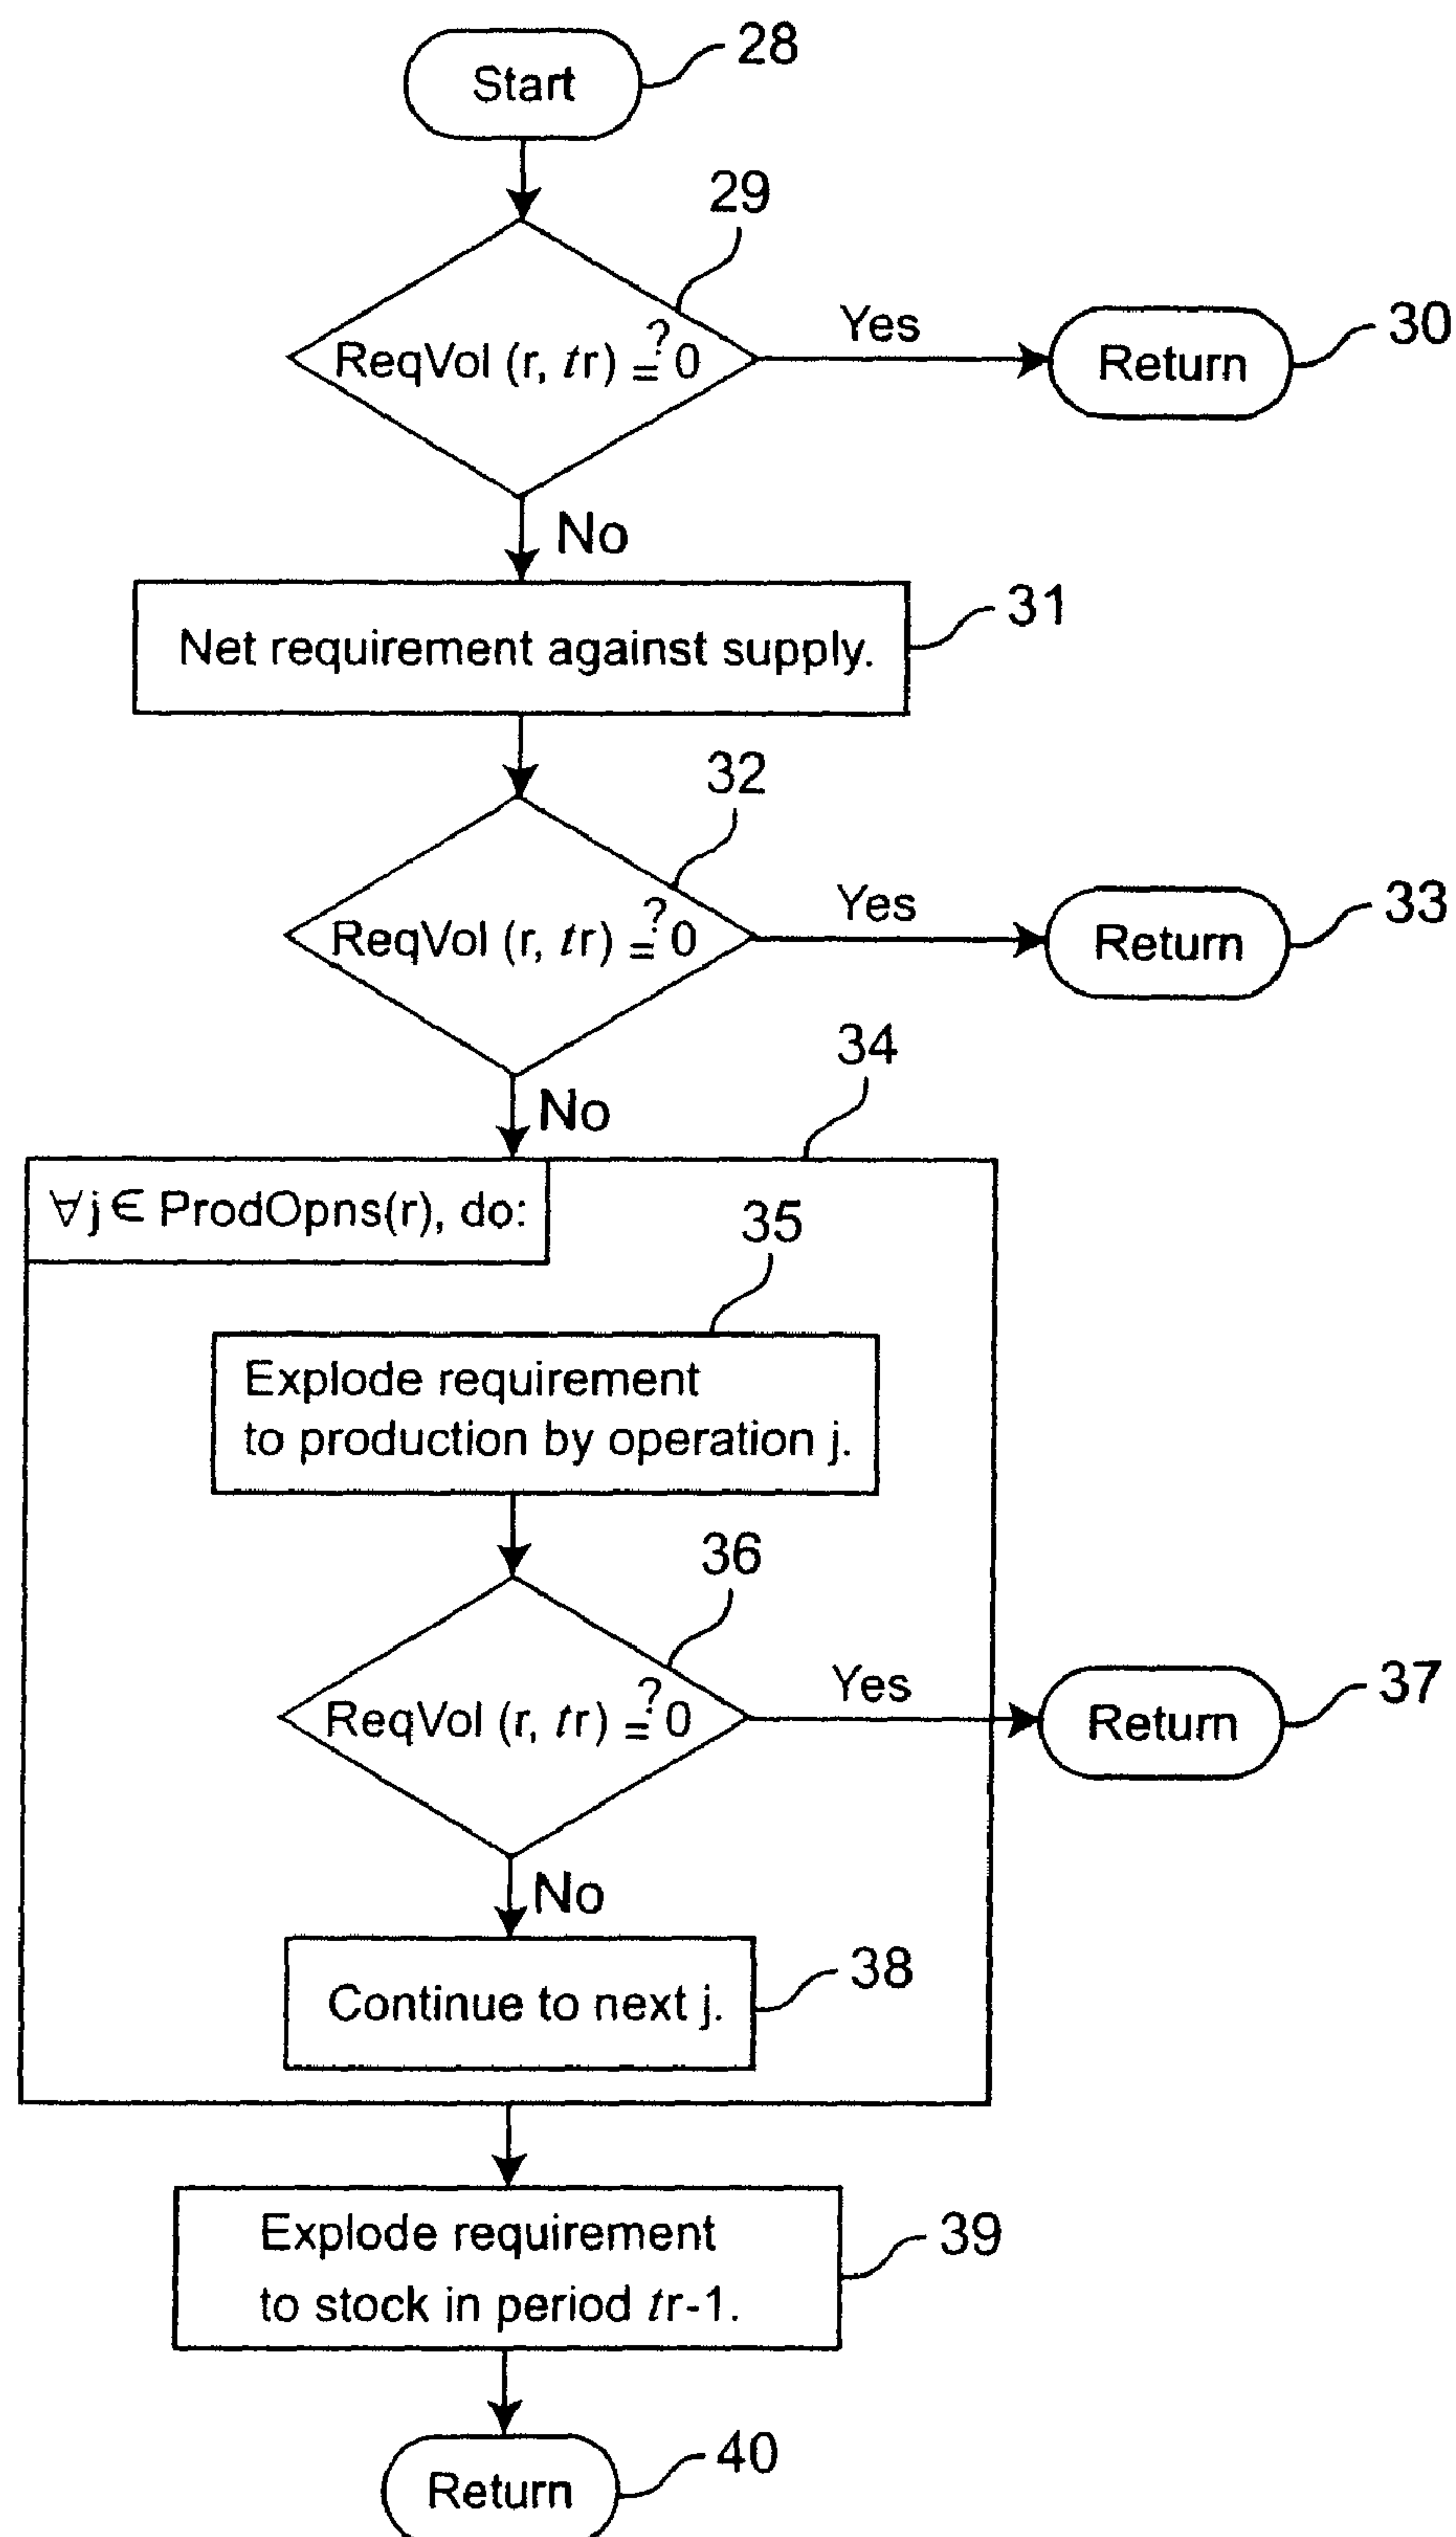 Start
28
29
ReqVol (r, tr) ≟ 0
Yes
Return
30
No
Net requirement against supply.
31
32
ReqVol (r, tr) ≟ 0
Yes
Return
33
No
34
∀j ∈ ProdOpns(r), do:
35
Explode requirement
to production by operation j.
36
ReqVol (r, tr) ≟ 0
Yes
Return
37
No
Continue to next j.
38
Explode requirement
to stock in period tr-1.
39
Return
40